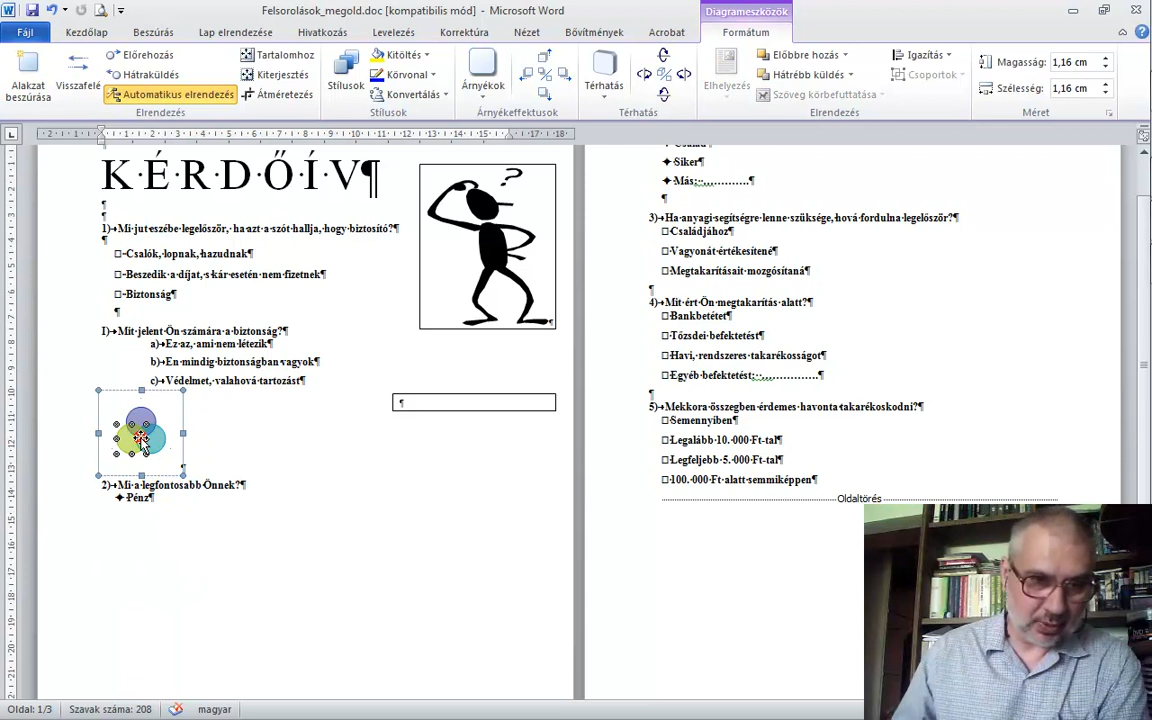 Felsorolások_megold.doc [kompatibilis mód] - Microsoft Word
Diagrameszközök
Fájl
Kezdőlap
Beszúrás
Lap elrendezése
Hivatkozás
Levelezés
Korrektúra
Nézet
Bővítmények
Acrobat
Formátum
Alakzat beszúrása
Visszafelé
Előrehozás
Hátraküldés
Automatikus elrendezés
Tartalomhoz
Kiterjesztés
Átméretezés
Elrendezés
Stílusok
Kitöltés
Körvonal
Konvertálás
Stílusok
Árnyékok
Árnyékeffektusok
Térhatás
Térhatás
Elhelyezés
Előbbre hozás
Hátrébb küldés
Szöveg körbefuttatása
Igazítás
Csoportok
Elrendezés
Magasság: 1,16 cm
Szélesség: 1,16 cm
Méret
K·É·R·D·Ő·Í·V¶
¶
¶
1)→Mi·jut·eszébe·legelőször,·ha·azt·a·szót·hallja,·hogy·biztosító?¶
¶
□·Csalók,·lopnak,·hazudnak¶
□·Beszedik·a·díjat,·s·kár·esetén·nem·fizetnek¶
□·Biztonság¶
¶
I)→Mit·jelent·Ön·számára·a·biztonság?¶
a)→Ez·az,·ami·nem·létezik¶
b)→En·mindig·biztonságban·vagyok¶
c)→Védelmet,·valahová·tartozást¶
¶
¶
2)→Mi·a·legfontosabb·Önnek?¶
✦·Pénz¶
✦·Siker¶
✦·Más:··...............¶
¶
3)→Ha·anyagi·segítségre·lenne·szüksége,·hová·fordulna·legelőször?¶
□·Családjához¶
□·Vagyonát·értékesítené¶
□·Megtakarításait·mozgósítaná¶
¶
4)→Mit·ért·Ön·megtakarítás·alatt?¶
□·Bankbetétet¶
□·Tőzsdei·befektetést¶
□·Havi,·rendszeres·takarékosságot¶
□·Egyéb·befektetést:··...............¶
¶
5)→Mekkora·összegben·érdemes·havonta·takarékoskodni?¶
□·Semennyiben¶
□·Legalább·10.·000·Ft-tal¶
□·Legfeljebb·5.·000·Ft-tal¶
□·100.·000·Ft·alatt·semmiképpen¶
Oldaltörés
Oldal: 1/3
Szavak száma: 208
magyar